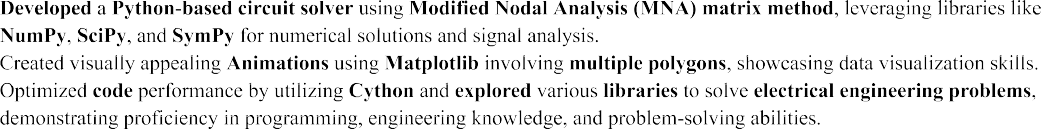 Developed a Python-based circuit solver using Modified Nodal Analysis (MNA) matrix method, leveraging libraries like
NumPy, SciPy, and SymPy for numerical solutions and signal analysis.
Created visually appealing Animations using Matplotlib involving multiple polygons, showcasing data visualization skills.
Optimized code performance by utilizing Cython and explored various libraries to solve electrical engineering problems,
demonstrating proficiency in programming, engineering knowledge, and problem-solving abilities.